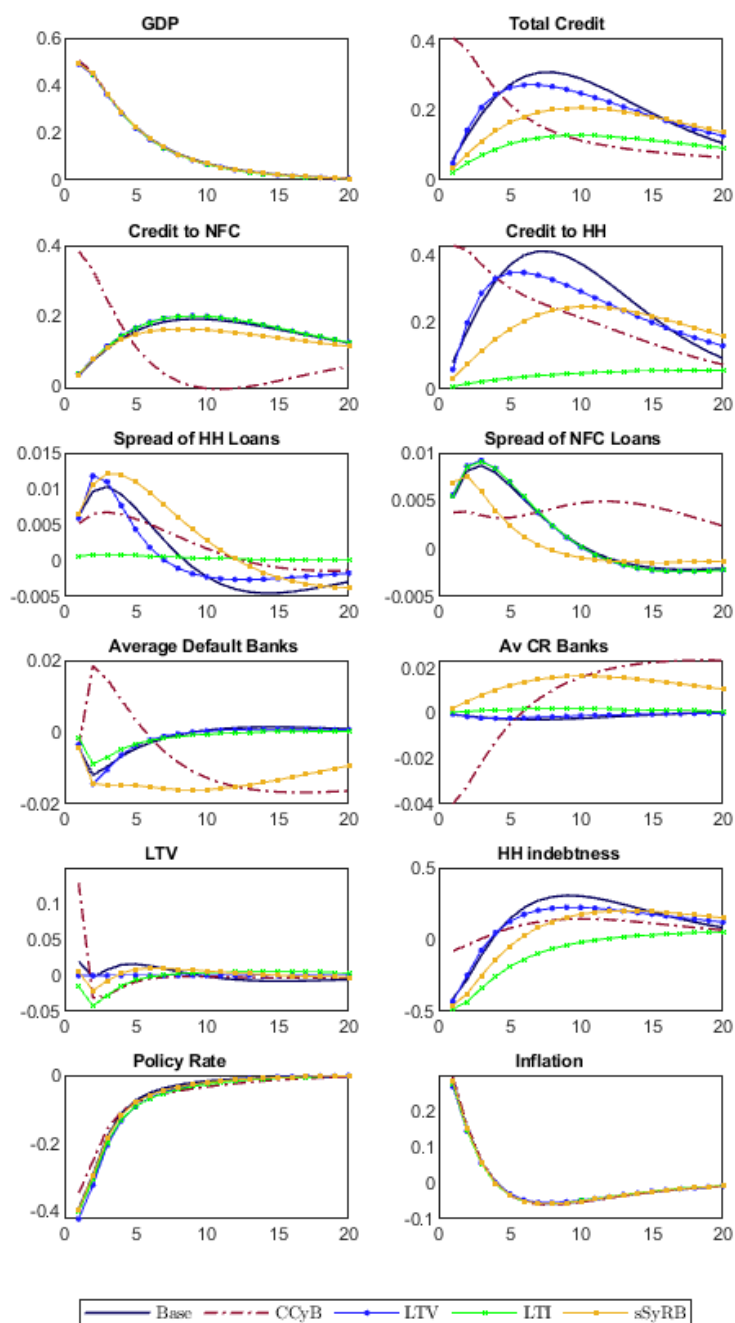 GDP
Total Credit
0.6
0.4
0.2
0
0 5 10 15 20
0.4
0.2
0
0 5 10 15 20
Credit to NFC
Credit to HH
0.4
0.2
0
0 5 10 15 20
0.4
0.2
0
0 5 10 15 20
Spread of HH Loans
Spread of NFC Loans
0.015
0.01
0.005
0
-0.005
0 5 10 15 20
0.01
0.005
0
-0.005
0 5 10 15 20
Average Default Banks
Av CR Banks
0.02
0
-0.02
0 5 10 15 20
0.02
0
-0.02
-0.04
0 5 10 15 20
LTV
HH indebtness
0.1
0.05
0
-0.05
0 5 10 15 20
0.5
0
-0.5
0 5 10 15 20
Policy Rate
Inflation
0
-0.2
-0.4
0 5 10 15 20
0.2
0.1
0
-0.1
0 5 10 15 20
Base CCyB LTV LTI sSyRB